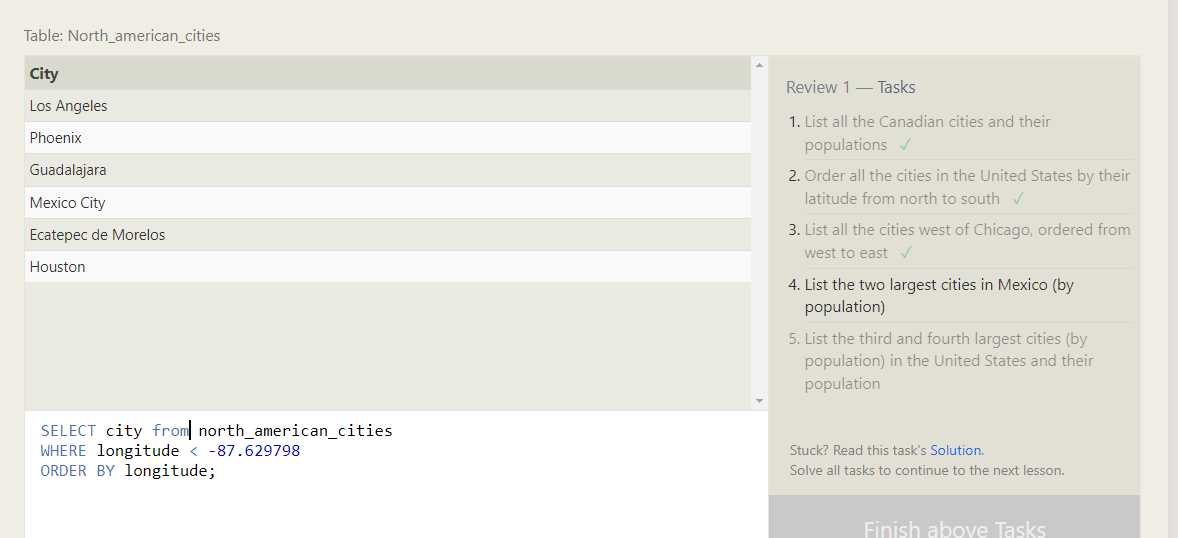 Table: North_american_cities
City
Los Angeles
Phoenix
Guadalajara
Mexico City
Ecatepec de Morelos
Houston
SELECT city from north_american_cities
WHERE longitude < -87.629798
ORDER BY longitude;
Review 1 — Tasks
1. List all the Canadian cities and their
populations ✓
2. Order all the cities in the United States by their
latitude from north to south ✓
3. List all the cities west of Chicago, ordered from
west to east ✓
4. List the two largest cities in Mexico (by
population)
5. List the third and fourth largest cities (by
population) in the United States and their
population
Stuck? Read this task's Solution.
Solve all tasks to continue to the next lesson.
Finish above Tasks